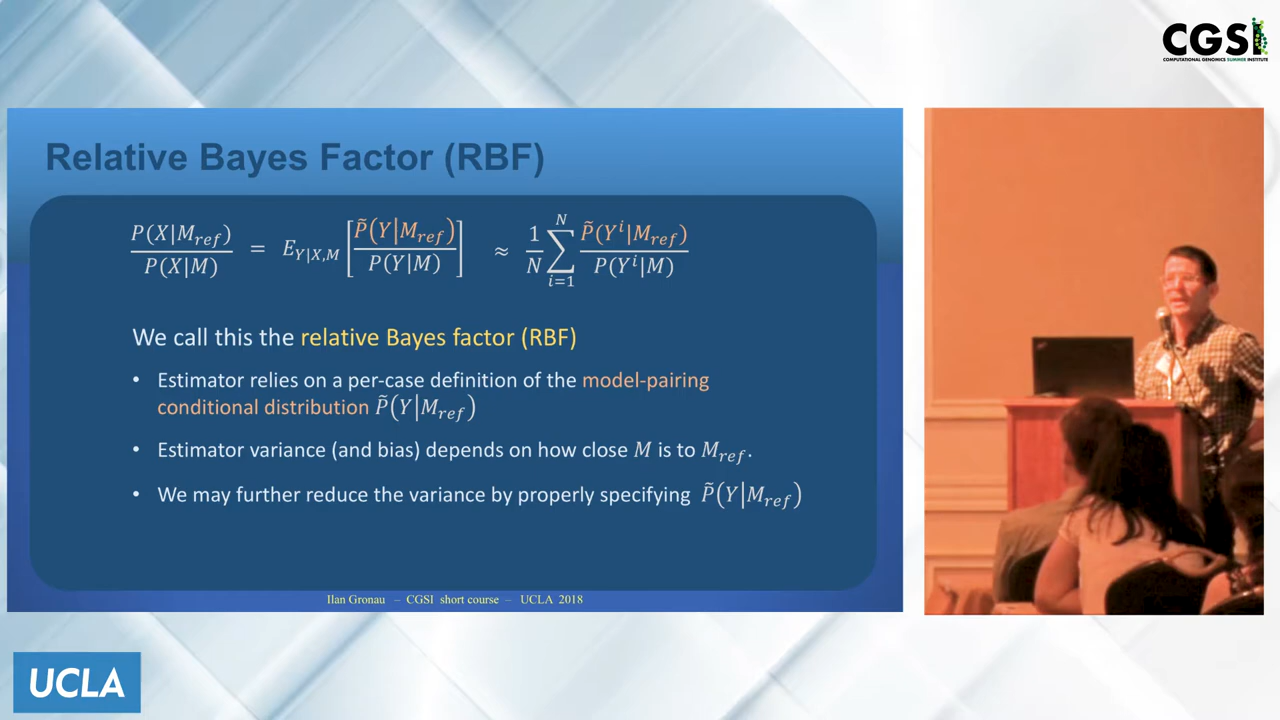 CGSI
COMPUTATIONAL GENOMICS SUMMER INSTITUTE
Relative Bayes Factor (RBF)
P(X|M_ref) / P(X|M) = E_{Y|X,M} [ P̃(Y|M_ref) / P(Y|M) ] ≈ 1/N ∑_{i=1}^{N} P̃(Y^i|M_ref) / P(Y^i|M)
We call this the relative Bayes factor (RBF)
• Estimator relies on a per-case definition of the model-pairing
conditional distribution P̃(Y|M_ref)
• Estimator variance (and bias) depends on how close M is to M_ref.
• We may further reduce the variance by properly specifying P̃(Y|M_ref)
Ilan Gronau – CGSI short course – UCLA 2018
UCLA